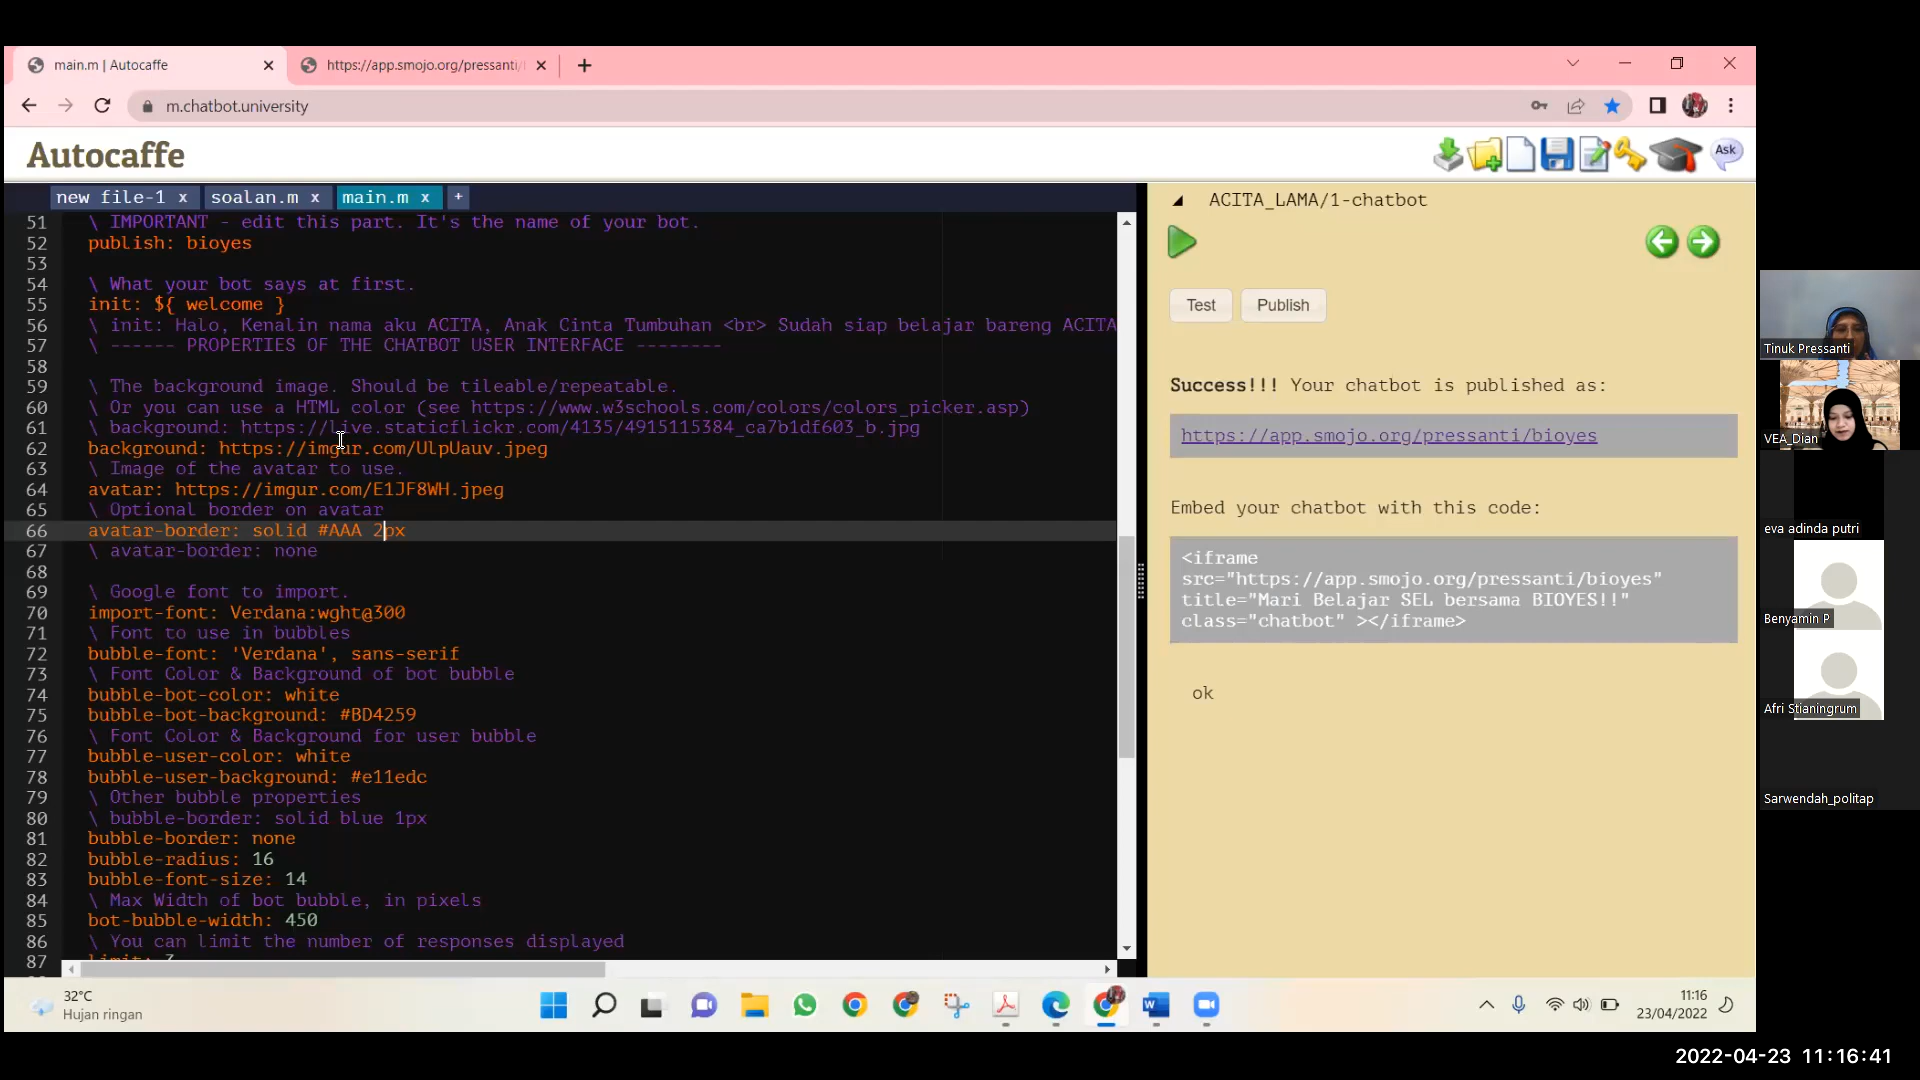 main.m | Autocaffe
https://app.smojo.org/pressanti/
m.chatbot.university
Autocaffe
Ask
new file-1 x
soalan.m x
main.m x
+
51 \ IMPORTANT - edit this part. It's the name of your bot.
52 publish: bioyes
53
54 \ What your bot says at first.
55 init: ${ welcome }
56 \ init: Halo, Kenalin nama aku ACITA, Anak Cinta Tumbuhan <br> Sudah siap belajar bareng ACITA
57 \ ------ PROPERTIES OF THE CHATBOT USER INTERFACE --------
58
59 \ The background image. Should be tileable/repeatable.
60 \ Or you can use a HTML color (see https://www.w3schools.com/colors/colors_picker.asp)
61 \ background: https://live.staticflickr.com/4135/4915115384_ca7b1df603_b.jpg
62 background: https://imgur.com/UlpUauv.jpeg
63 \ Image of the avatar to use.
64 avatar: https://imgur.com/E1JF8WH.jpeg
65 \ Optional border on avatar
66 avatar-border: solid #AAA 2px
67 \ avatar-border: none
68
69 \ Google font to import.
70 import-font: Verdana:wght@300
71 \ Font to use in bubbles
72 bubble-font: 'Verdana', sans-serif
73 \ Font Color & Background of bot bubble
74 bubble-bot-color: white
75 bubble-bot-background: #BD4259
76 \ Font Color & Background for user bubble
77 bubble-user-color: white
78 bubble-user-background: #e11edc
79 \ Other bubble properties
80 \ bubble-border: solid blue 1px
81 bubble-border: none
82 bubble-radius: 16
83 bubble-font-size: 14
84 \ Max Width of bot bubble, in pixels
85 bot-bubble-width: 450
86 \ You can limit the number of responses displayed
87 limit:
ACITA_LAMA/1-chatbot
Test
Publish
Success!!! Your chatbot is published as:
https://app.smojo.org/pressanti/bioyes
Embed your chatbot with this code:
<iframe
src="https://app.smojo.org/pressanti/bioyes"
title="Mari Belajar SEL bersama BIOYES!!"
class="chatbot" ></iframe>
ok
Tinuk Pressanti
VEA_Dian
eva adinda putri
Benyamin P
Afri Stianingrum
Sarwendah_politap
32°C
Hujan ringan
11:16
23/04/2022
2022-04-23 11:16:41